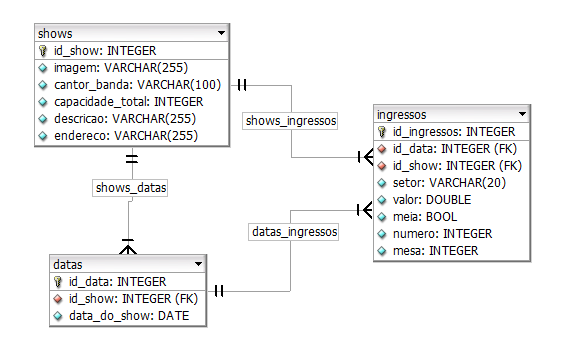 shows
id_show: INTEGER
imagem: VARCHAR(255)
cantor_banda: VARCHAR(100)
capacidade_total: INTEGER
descricao: VARCHAR(255)
endereco: VARCHAR(255)
shows_ingressos
ingressos
id_ingressos: INTEGER
id_data: INTEGER (FK)
id_show: INTEGER (FK)
setor: VARCHAR(20)
valor: DOUBLE
meia: BOOL
numero: INTEGER
mesa: INTEGER
shows_datas
datas_ingressos
datas
id_data: INTEGER
id_show: INTEGER (FK)
data_do_show: DATE